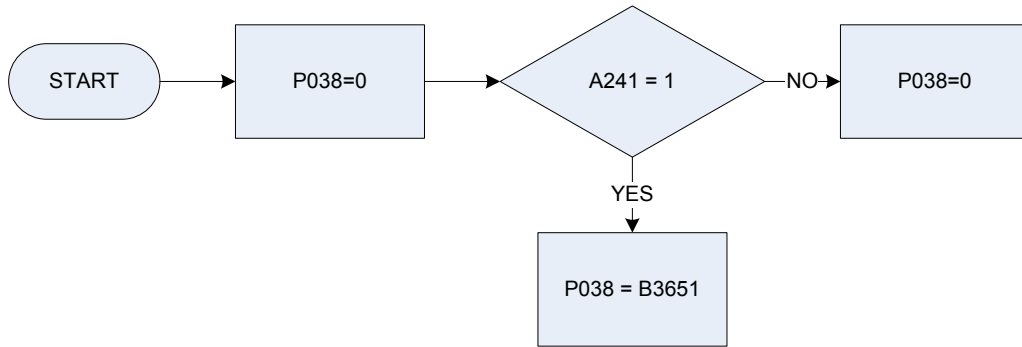 START
P038=0
A241 = 1
NO
P038=0
YES
P038 = B3651